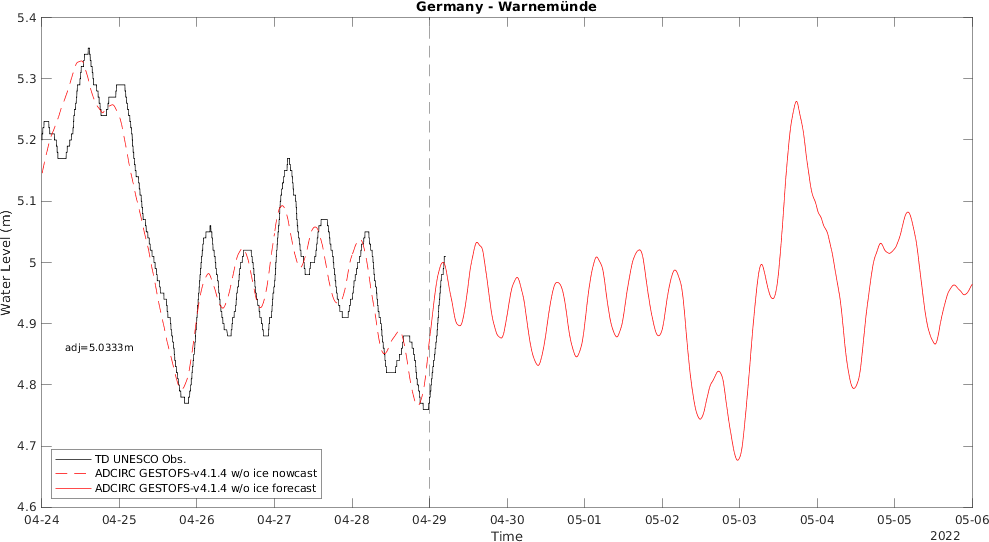 Germany - Warnemünde
Water Level (m)
5.4
5.3
5.2
5.1
5
4.9
4.8
4.7
4.6
adj=5.0333m
TD UNESCO Obs.
ADCIRC GESTOFS-v4.1.4 w/o ice nowcast
ADCIRC GESTOFS-v4.1.4 w/o ice forecast
04-24 04-25 04-26 04-27 04-28 04-29 04-30 05-01 05-02 05-03 05-04 05-05 05-06
Time
2022